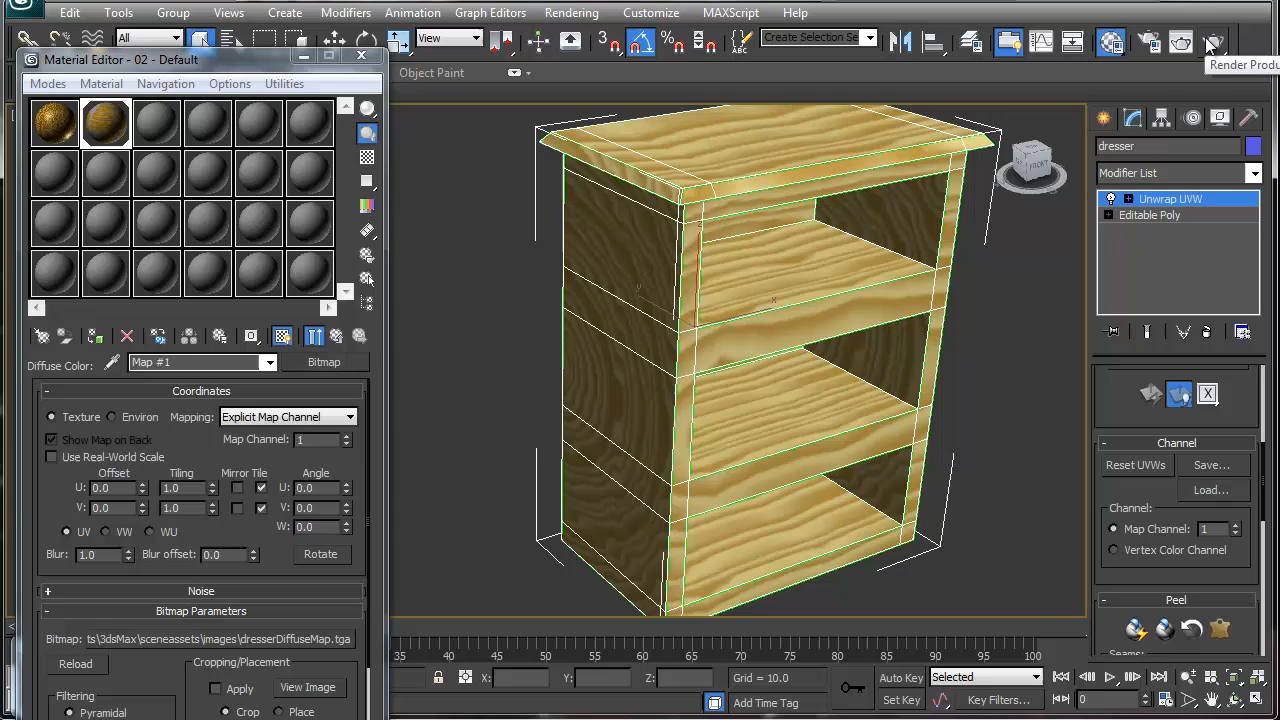 Edit Tools Group Views Create Modifiers Animation Graph Editors Rendering Customize MAXScript Help
All View 3 Create Selection Se
Material Editor - 02 - Default
Object Paint
Render Produ
Modes Material Navigation Options Utilities
dresser
Modifier List
Unwrap UVW
Editable Poly
FRONT
Diffuse Color: Map #1 Bitmap
Coordinates
Texture Environ Mapping: Explicit Map Channel
Show Map on Back Map Channel: 1
Use Real-World Scale
Offset Tiling Mirror Tile Angle
U: 0.0 1.0 U: 0.0
V: 0.0 1.0 V: 0.0
W: 0.0
UV VW WU
Blur: 1.0 Blur offset: 0.0 Rotate
Noise
Bitmap Parameters
Bitmap: ts\3dsMax\sceneassets\images\dresserDiffuseMap.tga
Reload Cropping/Placement
Apply View Image
Filtering
Pyramidal Crop Place
x
y
z
Channel
Reset UVWs Save...
Load...
Channel:
Map Channel: 1
Vertex Color Channel
Peel
Seams:
35 40 45 50 55 60 65 70 75 80 85 90 95 100
X: Y: Z: Grid = 10.0 Auto Key Selected
Add Time Tag Set Key Key Filters... 0